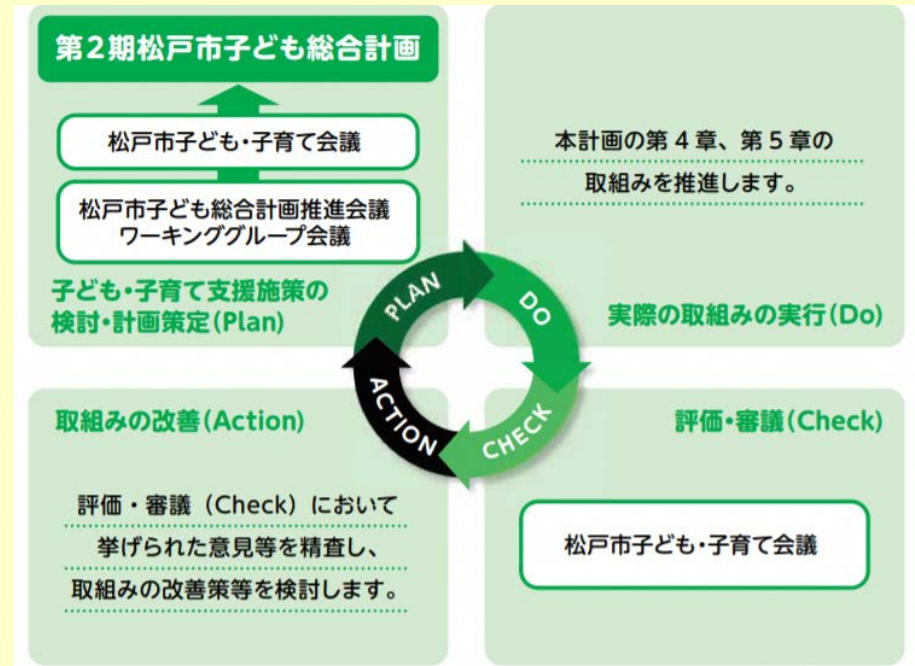 第2期松戸市子ども総合計画
松戸市子ども・子育て会議
松戸市子ども総合計画推進会議
ワーキンググループ会議
子ども・子育て支援施策の
検討・計画策定(Plan)
本計画の第4章、第5章の
取組みを推進します。
実際の取組みの実行(Do)
PLAN
DO
CHECK
ACTION
取組みの改善(Action)
評価・審議（Check）において
挙げられた意見等を精査し、
取組みの改善策等を検討します。
評価・審議(Check)
松戸市子ども・子育て会議